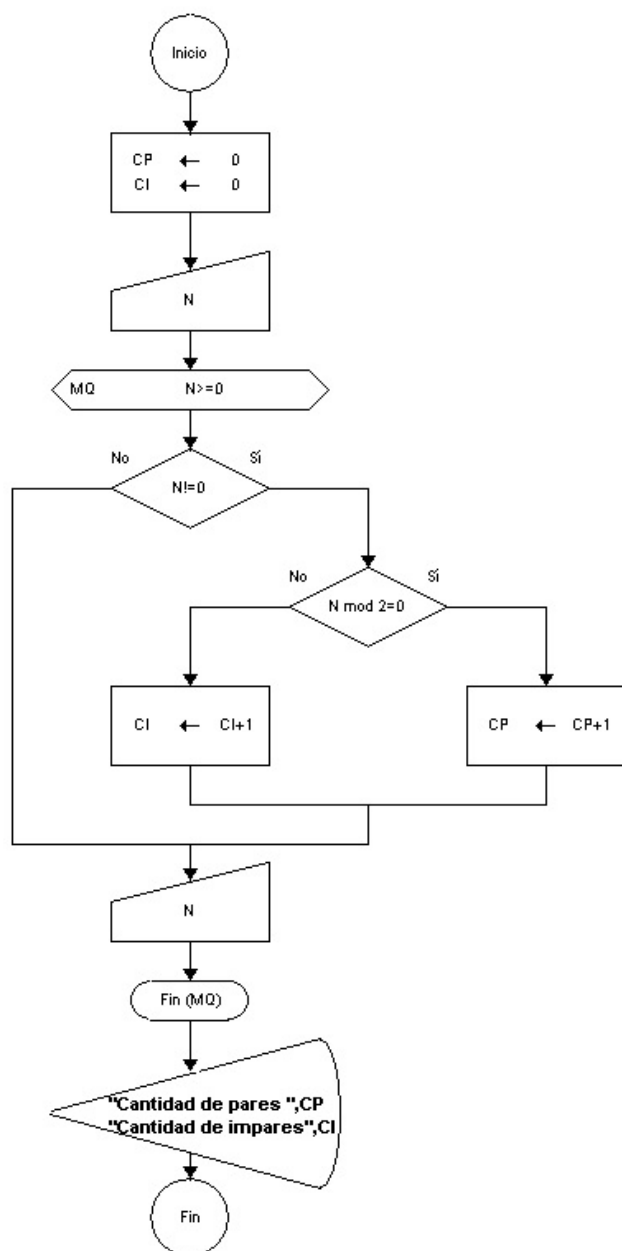 Inicio
CP ← 0
CI ← 0
N
MQ N>=0
No Sí
N!=0
No Sí
N mod 2=0
CI ← CI+1 CP ← CP+1
N
Fin (MQ)
"Cantidad de pares ",CP
"Cantidad de impares",CI
Fin